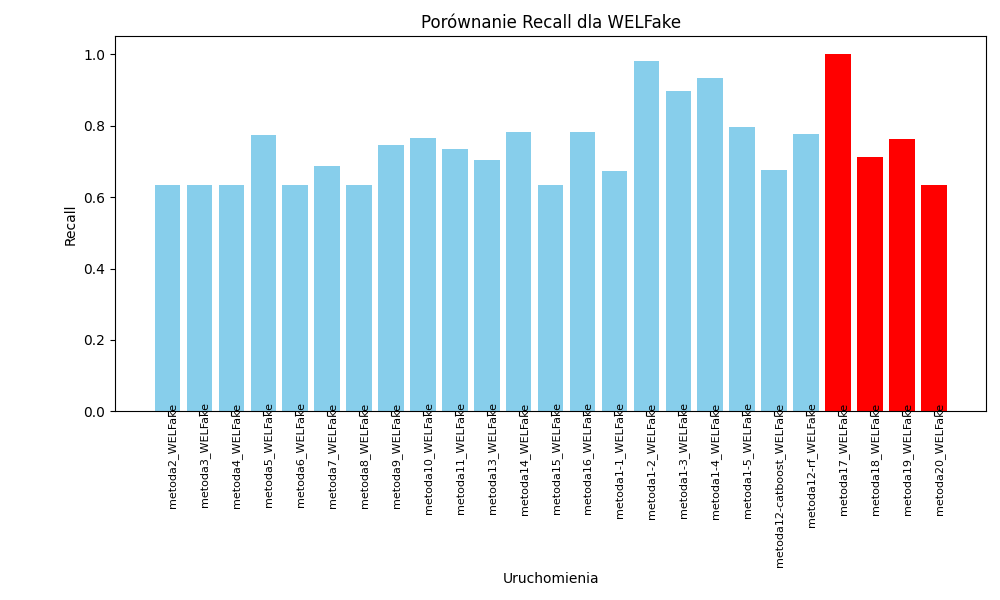 Porównanie Recall dla WELFake
1.0
0.8
0.6
0.4
0.2
0.0
Recall
metoda2_WELFake
metoda3_WELFake
metoda4_WELFake
metoda5_WELFake
metoda6_WELFake
metoda7_WELFake
metoda8_WELFake
metoda9_WELFake
metoda10_WELFake
metoda11_WELFake
metoda13_WELFake
metoda14_WELFake
metoda15_WELFake
metoda16_WELFake
metoda1-1_WELFake
metoda1-2_WELFake
metoda1-3_WELFake
metoda1-4_WELFake
metoda1-5_WELFake
metoda12-catboost_WELFake
metoda12-rf_WELFake
metoda17_WELFake
metoda18_WELFake
metoda19_WELFake
metoda20_WELFake
Uruchomienia